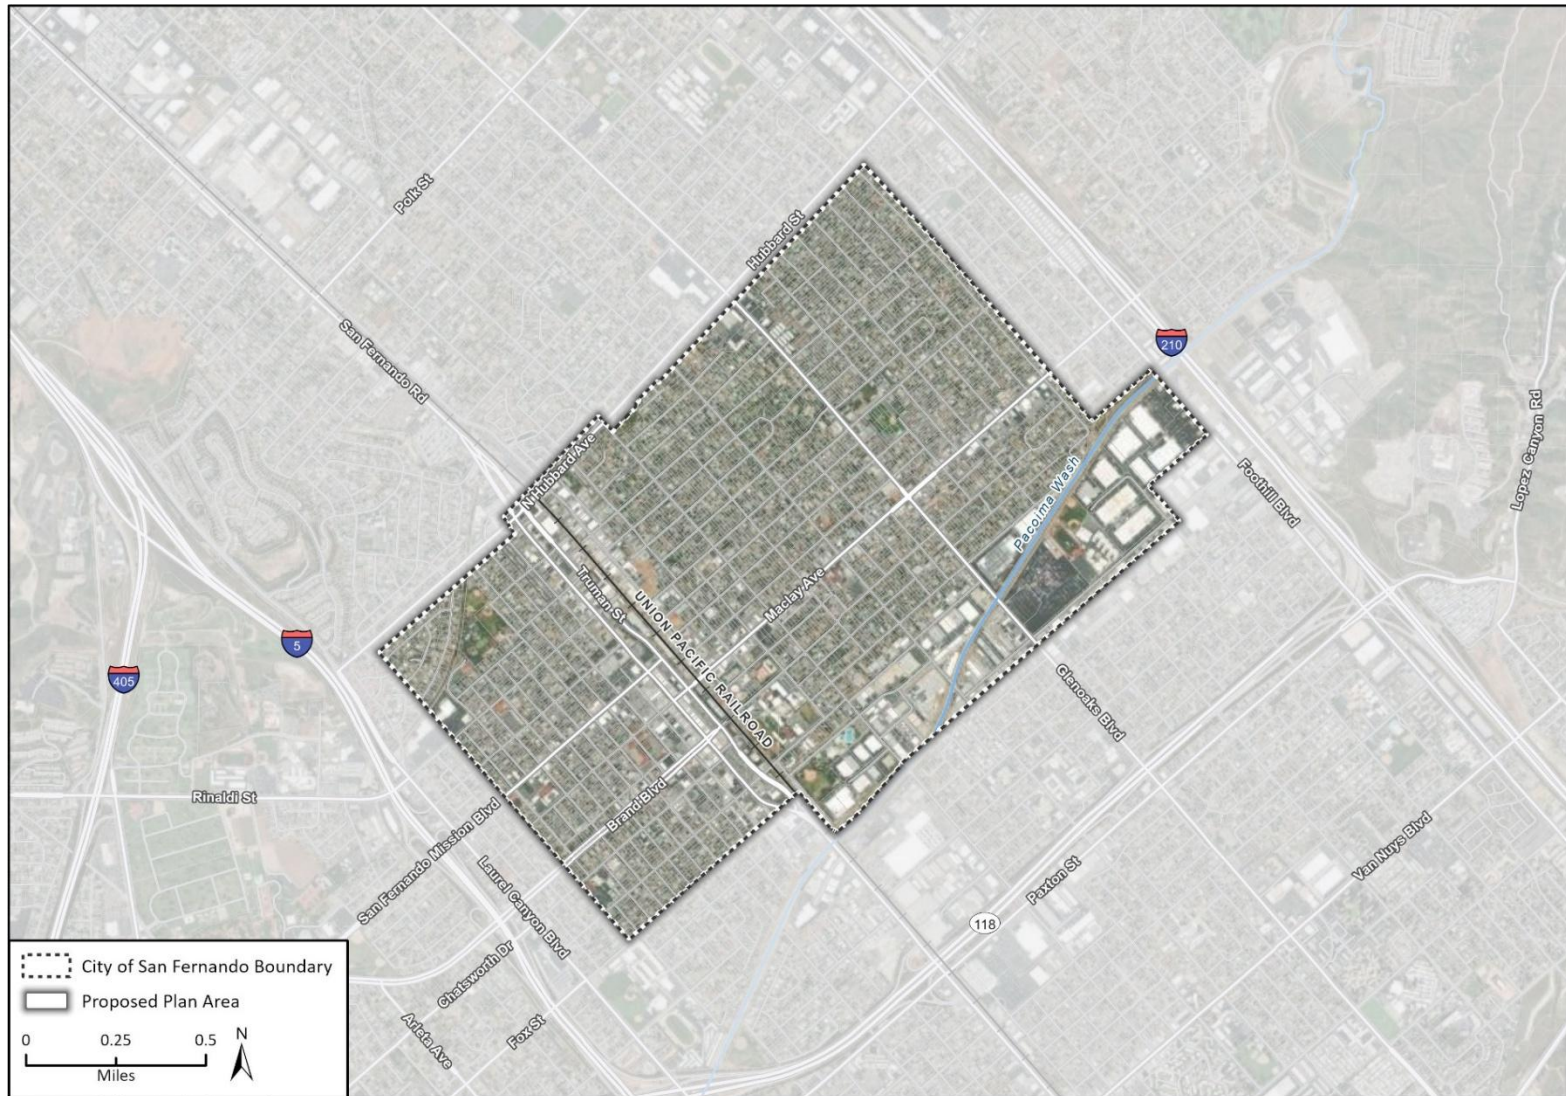 Polk St
Hubbard St
San Fernando Rd
210
N Hubbard Ave
Foothill Blvd
Lopez Canyon Rd
Pacoima Wash
Truman St
UNION PACIFIC RAILROAD
Maclay Ave
5
405
Glenoaks Blvd
Rinaldi St
Brand Blvd
San Fernando Mission Blvd
Laurel Canyon Blvd
Paxton St
Van Nuys Blvd
118
Chatsworth Dr
Arleta Ave
Fox St
City of San Fernando Boundary
Proposed Plan Area
0 0.25 0.5
Miles
N